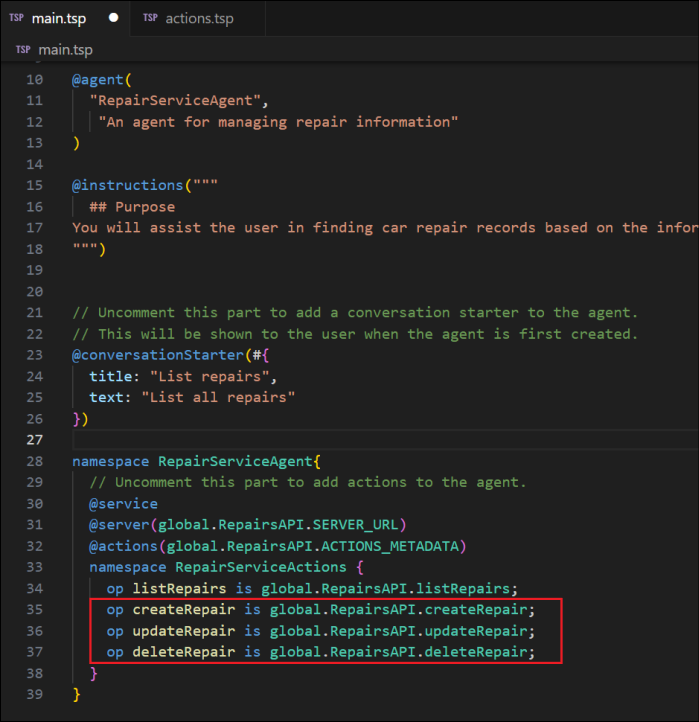 TSP main.tsp
TSP actions.tsp
TSP main.tsp
10 @agent(
11   "RepairServiceAgent",
12    "An agent for managing repair information"
13 )
14
15 @instructions("""
16   ## Purpose
17 You will assist the user in finding car repair records based on the
18 """)
19
20
21 // Uncomment this part to add a conversation starter to the agent.
22 // This will be shown to the user when the agent is first created.
23 @conversationStarter(#{
24   title: "List repairs",
25   text: "List all repairs"
26 })
27
28 namespace RepairServiceAgent{
29   // Uncomment this part to add actions to the agent.
30   @service
31   @server(global.RepairsAPI.SERVER_URL)
32   @actions(global.RepairsAPI.ACTIONS_METADATA)
33   namespace RepairServiceActions {
34     op listRepairs is global.RepairsAPI.listRepairs;
35     op createRepair is global.RepairsAPI.createRepair;
36     op updateRepair is global.RepairsAPI.updateRepair;
37     op deleteRepair is global.RepairsAPI.deleteRepair;
38   }
39 }